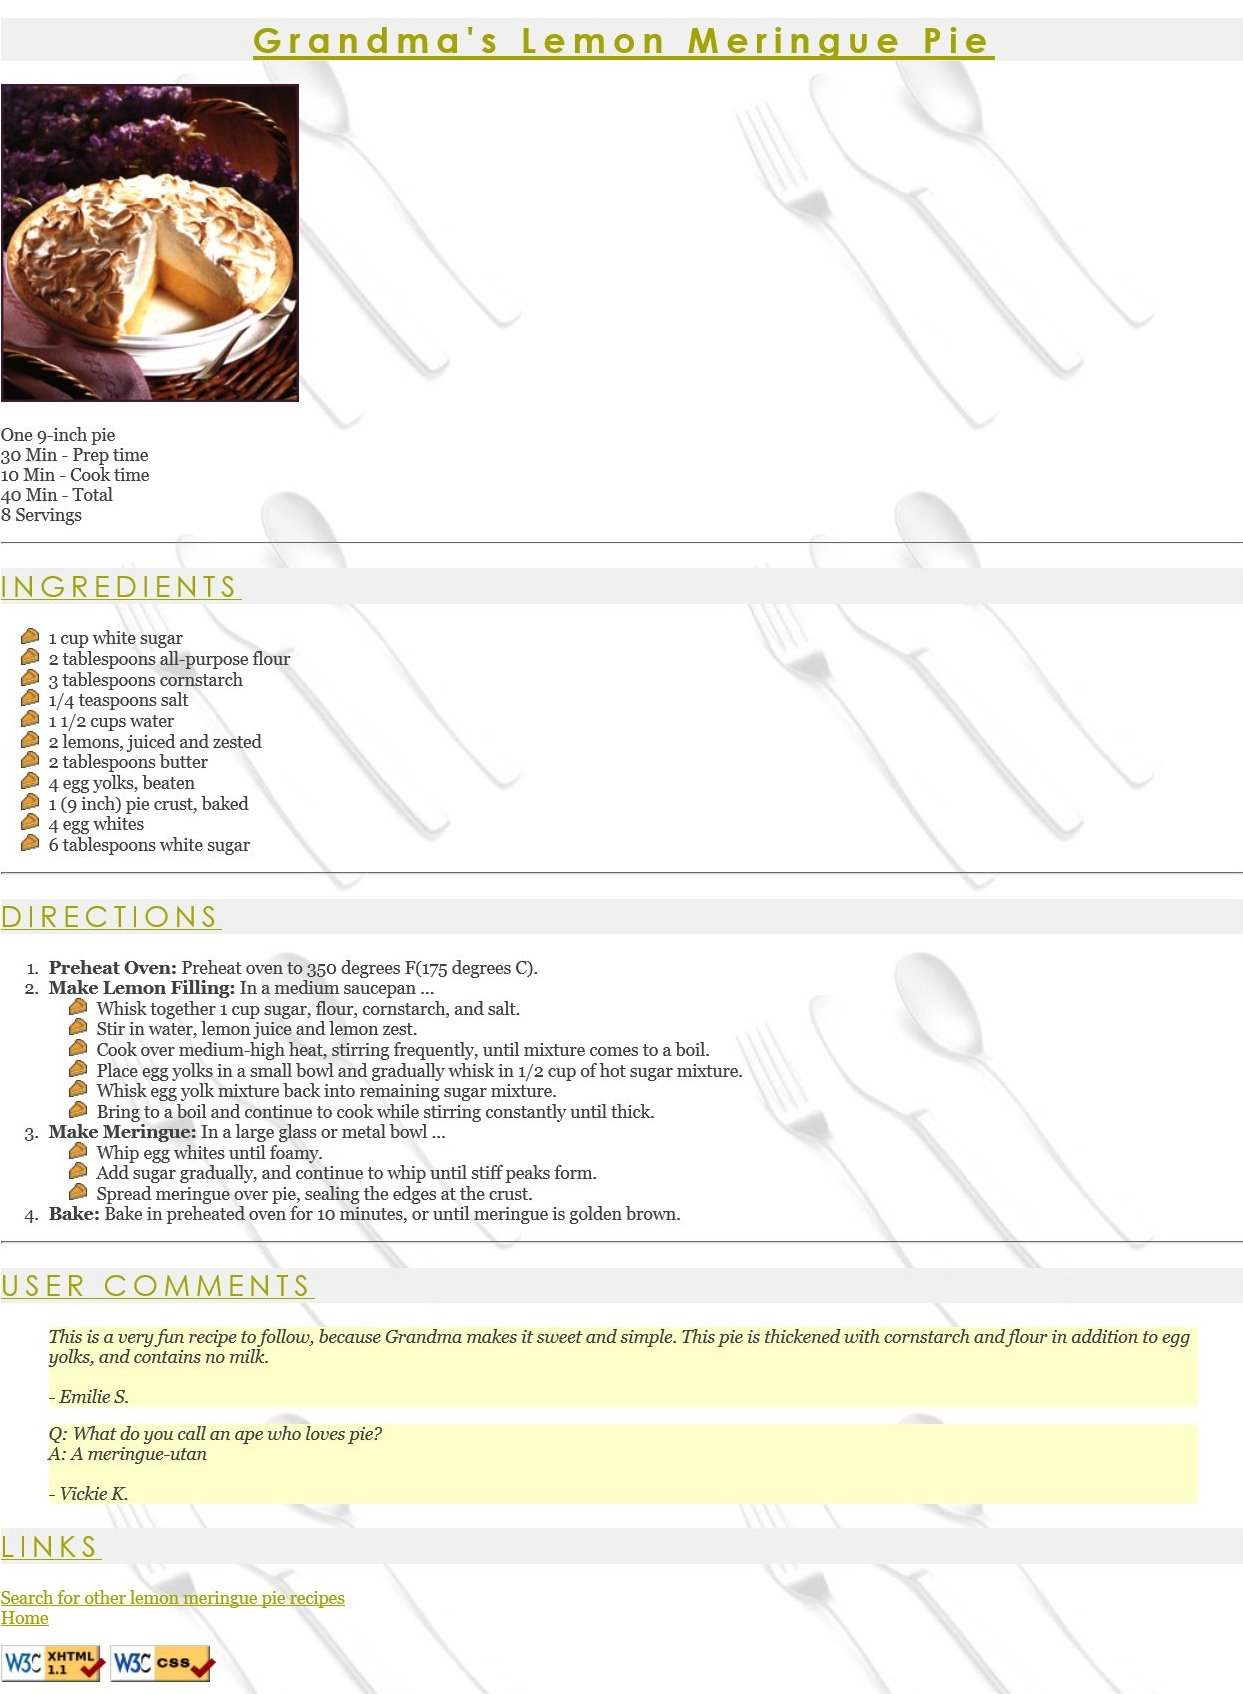 Grandma's Lemon Meringue Pie
One 9-inch pie
30 Min - Prep time
10 Min - Cook time
40 Min - Total
8 Servings
INGREDIENTS
1 cup white sugar
2 tablespoons all-purpose flour
3 tablespoons cornstarch
1/4 teaspoons salt
1 1/2 cups water
2 lemons, juiced and zested
2 tablespoons butter
4 egg yolks, beaten
1 (9 inch) pie crust, baked
4 egg whites
6 tablespoons white sugar
DIRECTIONS
1. Preheat Oven: Preheat oven to 350 degrees F(175 degrees C).
2. Make Lemon Filling: In a medium saucepan ...
Whisk together 1 cup sugar, flour, cornstarch, and salt.
Stir in water, lemon juice and lemon zest.
Cook over medium-high heat, stirring frequently, until mixture comes to a boil.
Place egg yolks in a small bowl and gradually whisk in 1/2 cup of hot sugar mixture.
Whisk egg yolk mixture back into remaining sugar mixture.
Bring to a boil and continue to cook while stirring constantly until thick.
3. Make Meringue: In a large glass or metal bowl ...
Whip egg whites until foamy.
Add sugar gradually, and continue to whip until stiff peaks form.
Spread meringue over pie, sealing the edges at the crust.
4. Bake: Bake in preheated oven for 10 minutes, or until meringue is golden brown.
USER COMMENTS
This is a very fun recipe to follow, because Grandma makes it sweet and simple. This pie is thickened with cornstarch and flour in addition to egg
yolks, and contains no milk.
- Emilie S.
Q: What do you call an ape who loves pie?
A: A meringue-utan
- Vickie K.
LINKS
Search for other lemon meringue pie recipes
Home
W3C XHTML 1.1 W3C CSS